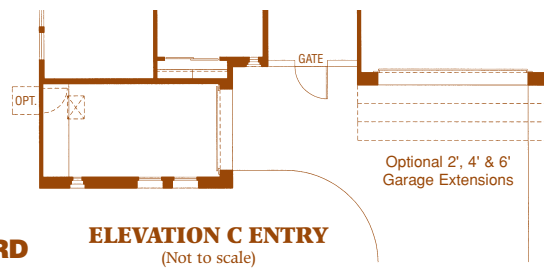 GATE
OPT.
Optional 2', 4' & 6'
Garage Extensions
ELEVATION C ENTRY
(Not to scale)
RD